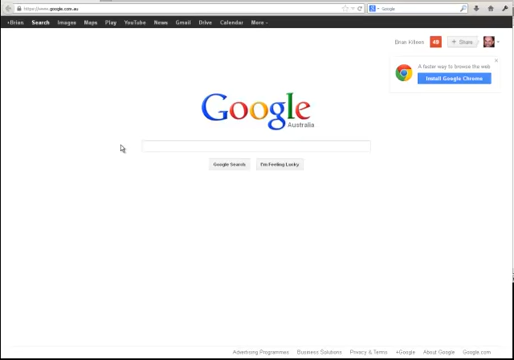 https://www.google.com.au
Google
+Brian Search Images Maps Play YouTube News Gmail Drive Calendar More
Brian
Share
A faster way to browse the web
Install Google Chrome
Google
Australia
Google Search I'm Feeling Lucky
Advertising Programmes Business Solutions Privacy & Terms +Google About Google Google.com